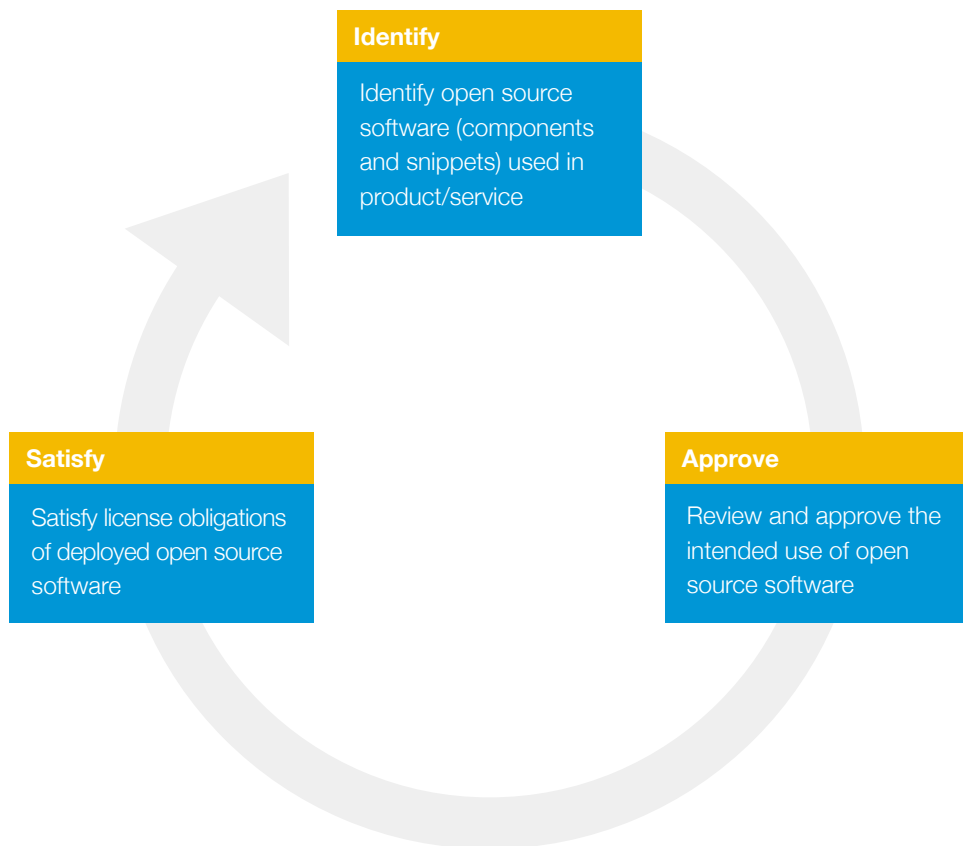 Identify
Identify open source
software (components
and snippets) used in
product/service
Approve
Review and approve the
intended use of open
source software
Satisfy
Satisfy license obligations
of deployed open source
software